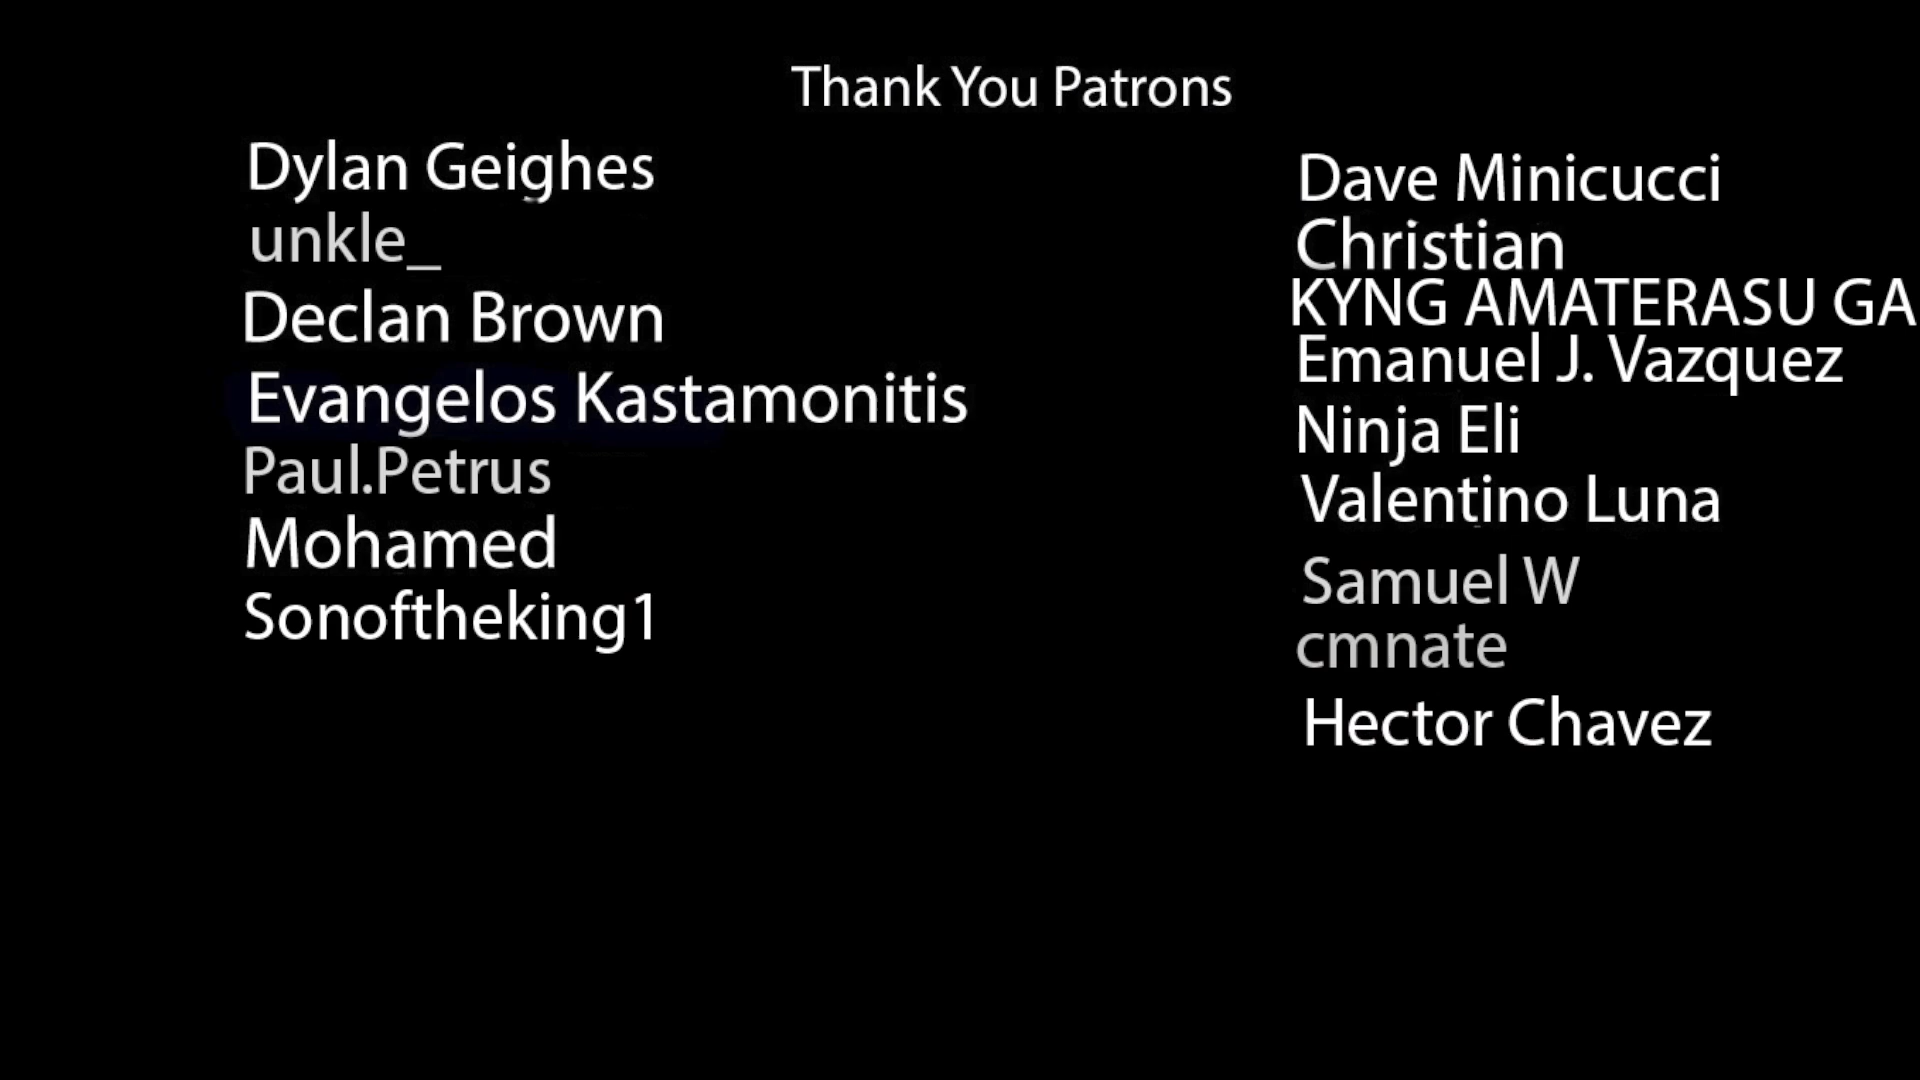 Thank You Patrons
Dylan Geighes
unkle_
Declan Brown
Evangelos Kastamonitis
Paul.Petrus
Mohamed
Sonoftheking1
Dave Minicucci
Christian
KYNG AMATERASU GA
Emanuel J. Vazquez
Ninja Eli
Valentino Luna
Samuel W
cmnate
Hector Chavez